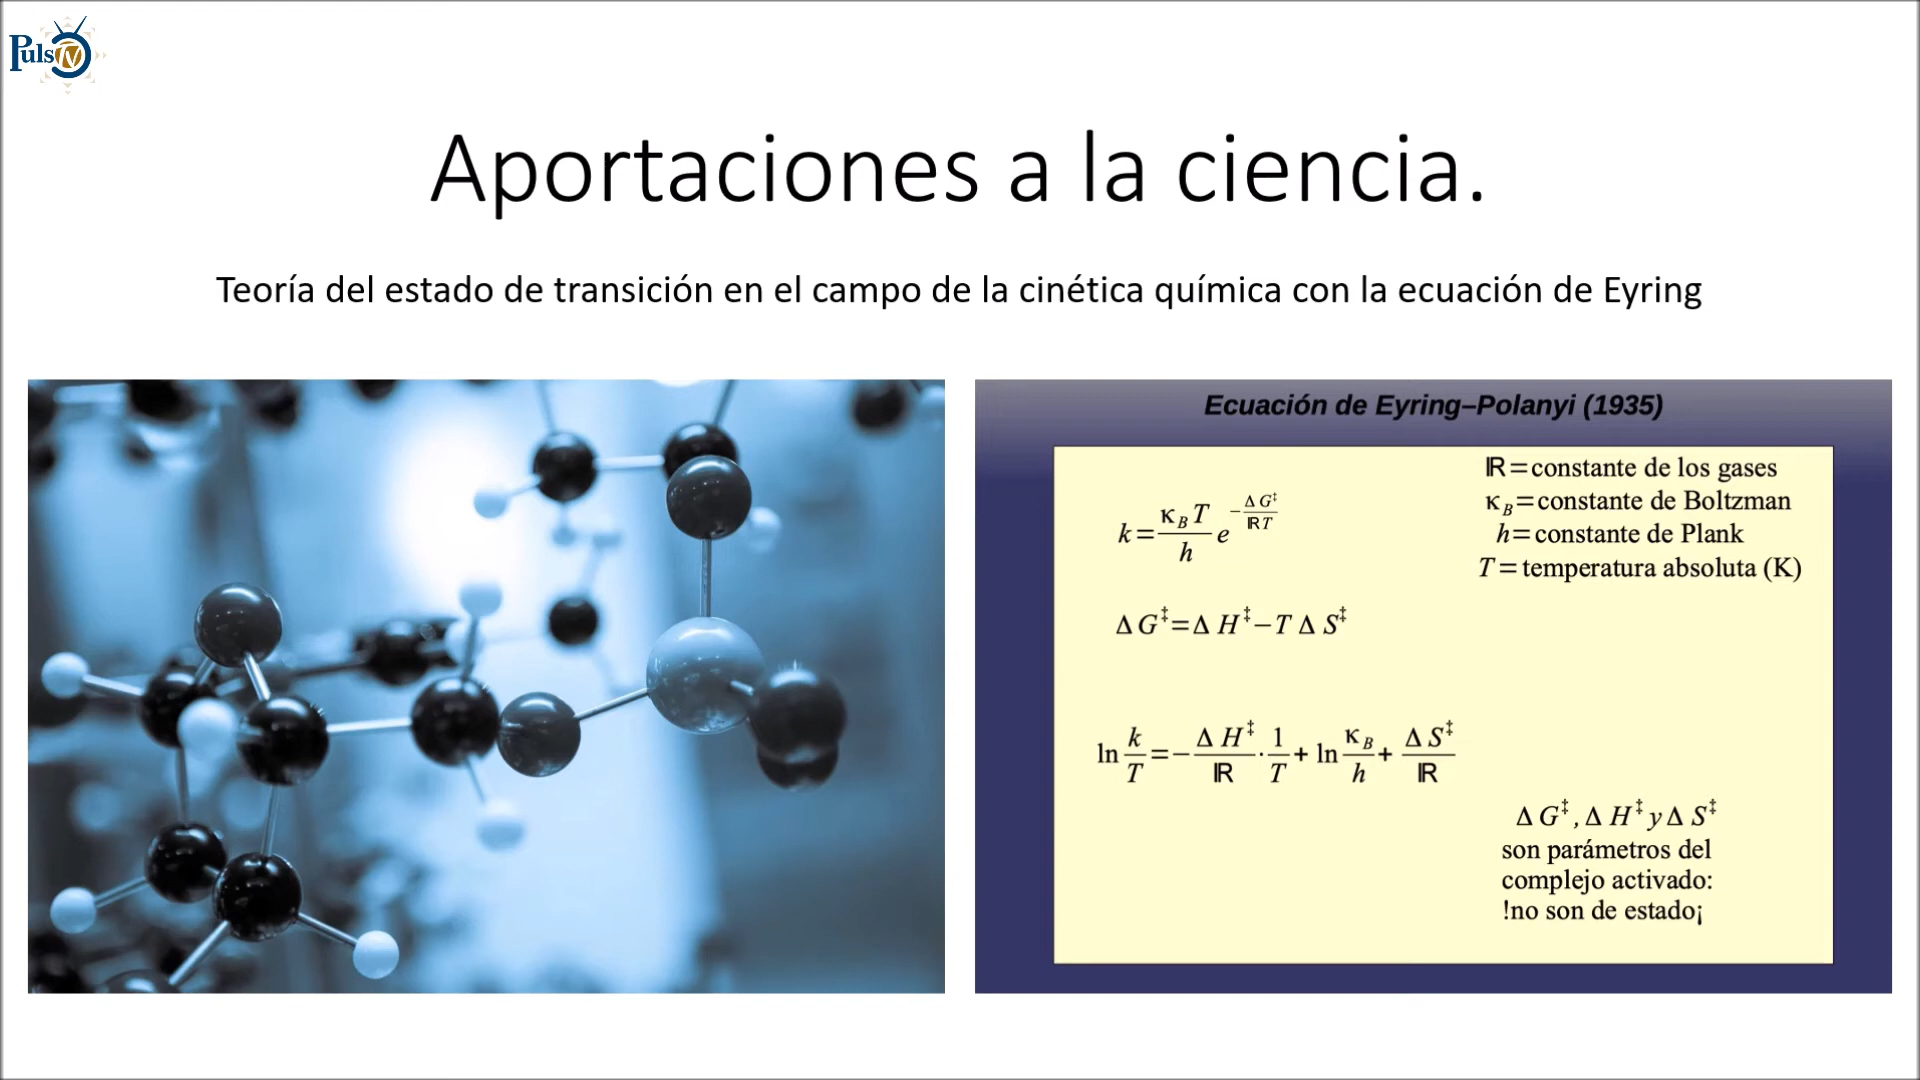 PulsTV
Aportaciones a la ciencia.
Teoría del estado de transición en el campo de la cinética química con la ecuación de Eyring
Ecuación de Eyring–Polanyi (1935)
ℝ=constante de los gases
κ_B=constante de Boltzman
h=constante de Plank
T=temperatura absoluta (K)
k=κ_B T/h e^(−ΔG‡/ℝT)
ΔG‡=ΔH‡−TΔS‡
ln k/T=−ΔH‡/ℝ·1/T+ln κ_B/h+ΔS‡/ℝ
ΔG‡,ΔH‡yΔS‡
son parámetros del
complejo activado:
!no son de estado¡